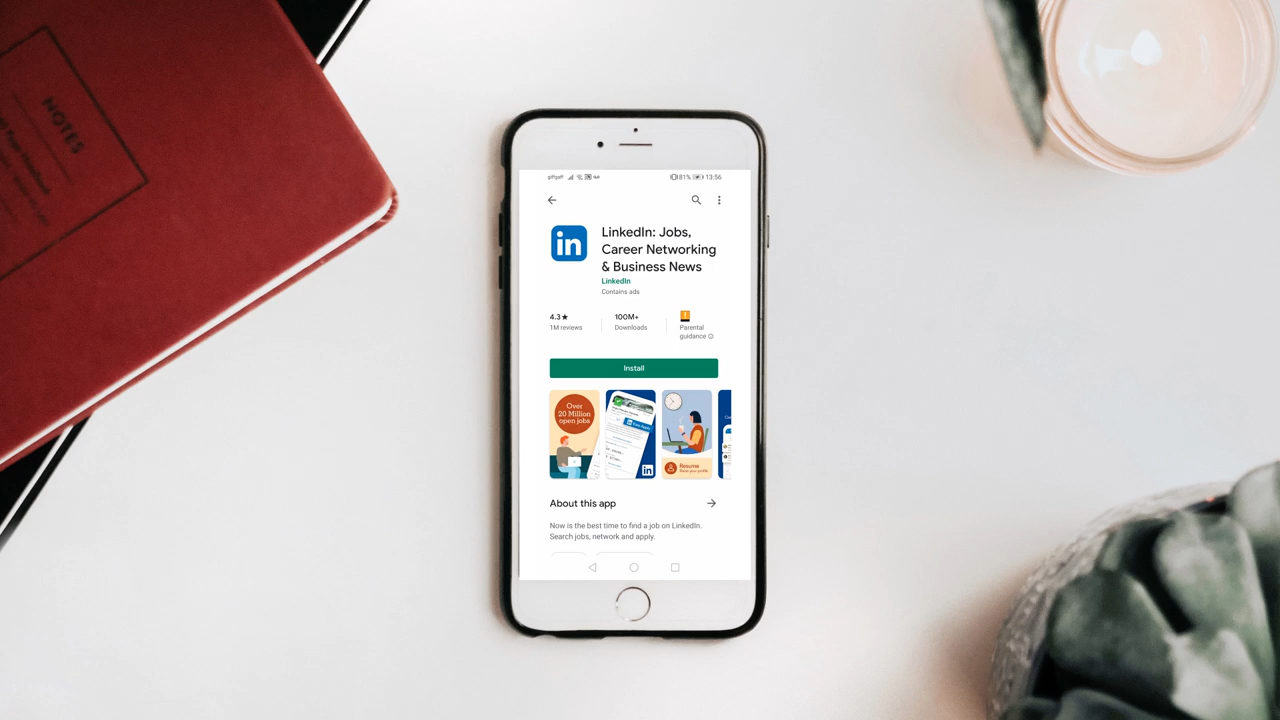 NOTES
giffgaff
81% 13:56
in
LinkedIn: Jobs,
Career Networking
& Business News
LinkedIn
Contains ads
4.3★
1M reviews
100M+
Downloads
Parental
guidance
Install
Over
20 Million
open jobs
in
Resume
About this app
Now is the best time to find a job on LinkedIn.
Search jobs, network and apply.